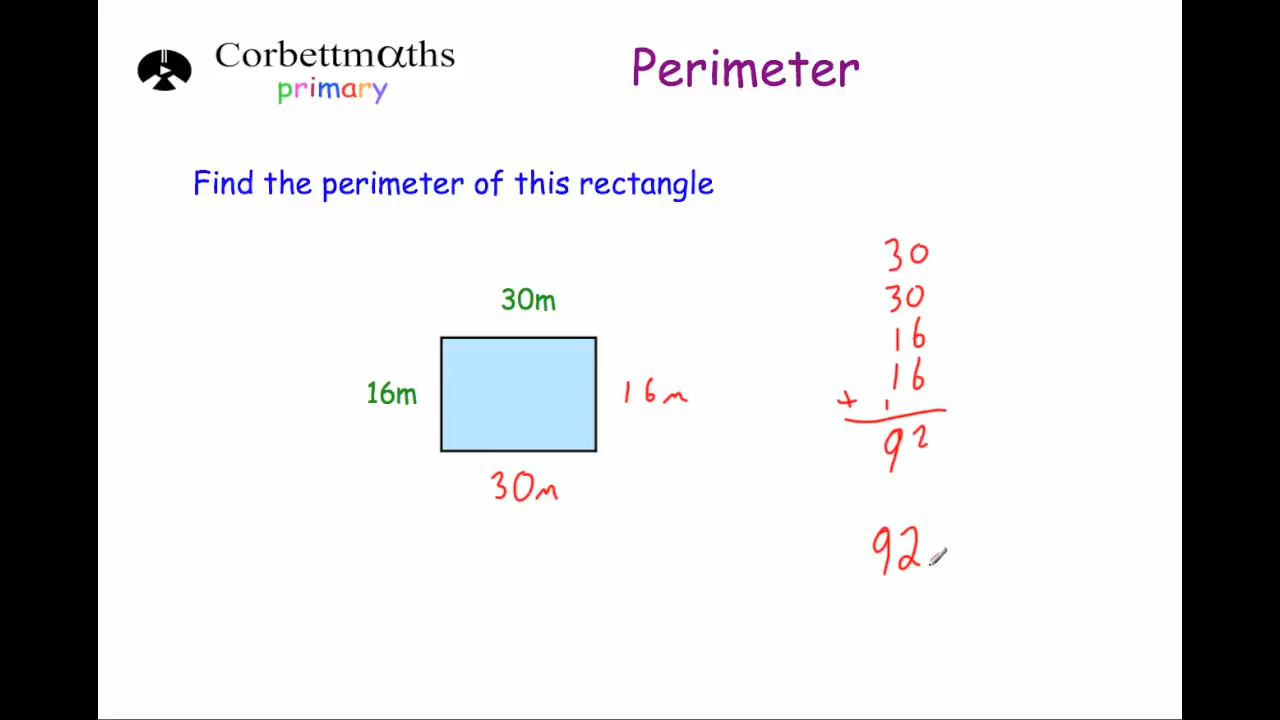 Corbettmαths
primary
Perimeter
Find the perimeter of this rectangle
30m
16m
16m
30m
30
30
16
16
+ 1
92
92